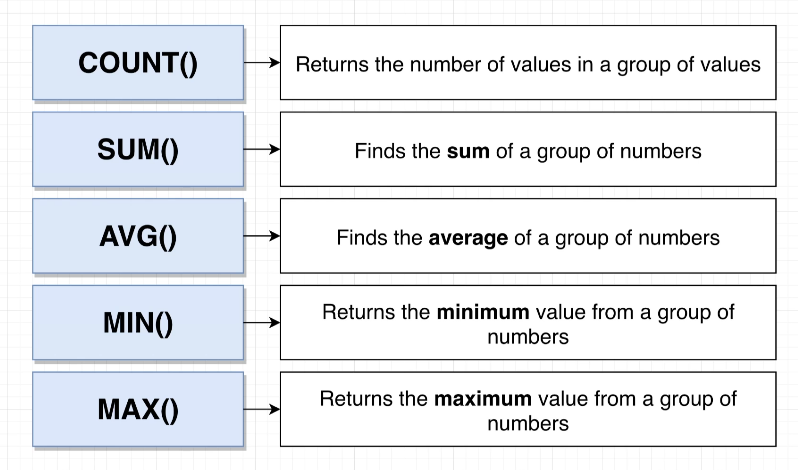 COUNT()
Returns the number of values in a group of values
SUM()
Finds the sum of a group of numbers
AVG()
Finds the average of a group of numbers
MIN()
Returns the minimum value from a group of
numbers
MAX()
Returns the maximum value from a group of
numbers